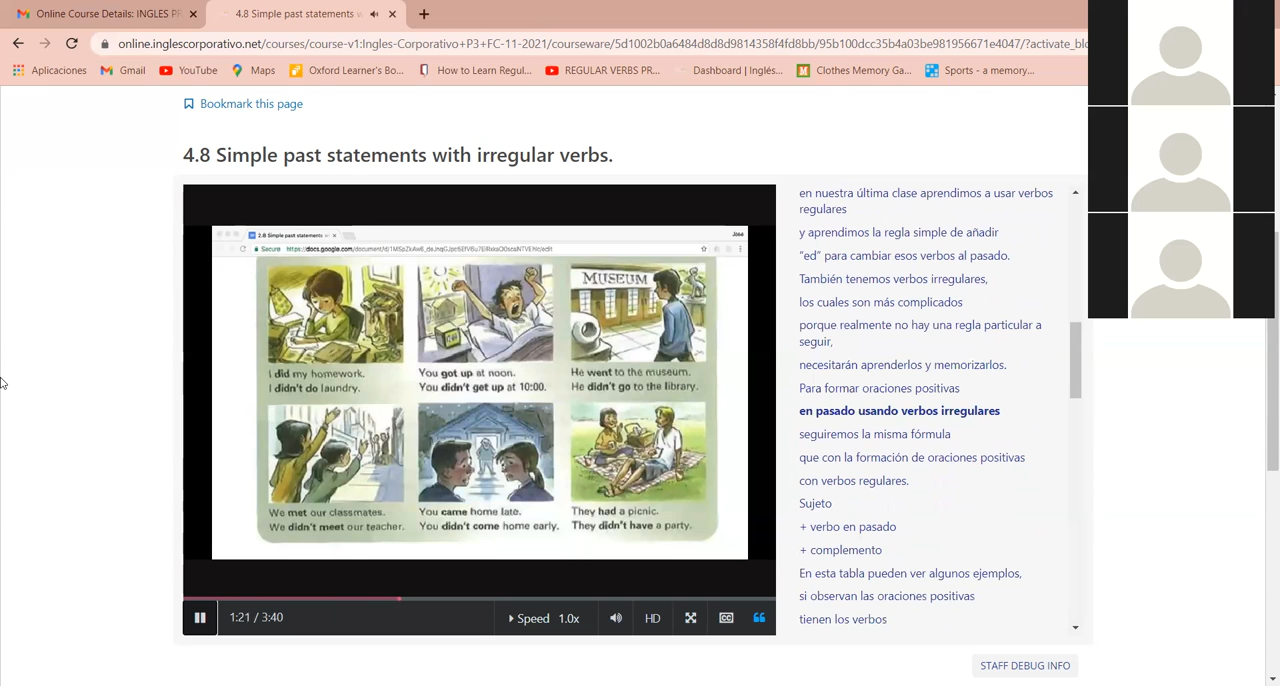 Online Course Details: INGLES PR
4.8 Simple past statements w
online.inglescorporativo.net/courses/course-v1:Ingles-Corporativo+P3+FC-11-2021/courseware/5d1002b0a6484d8d8d9814358f4fd8bb/95b100dcc35b4a03be981956671e4047/?activate_blo
Aplicaciones Gmail YouTube Maps Oxford Learner's Bo... How to Learn Regul... REGULAR VERBS PR... Dashboard | Inglés... Clothes Memory Ga... Sports - a memory...
Bookmark this page
4.8 Simple past statements with irregular verbs.
2.8 Simple past statements
José
Secure
MUSEUM
I did my homework.
I didn't do laundry.
You got up at noon.
You didn't get up at 10:00.
He went to the museum.
He didn't go to the library.
We met our classmates.
We didn't meet our teacher.
You came home late.
You didn't come home early.
They had a picnic.
They didn't have a party.
1:21 / 3:40
Speed 1.0x
HD
CC
en nuestra última clase aprendimos a usar verbos
regulares
y aprendimos la regla simple de añadir
“ed” para cambiar esos verbos al pasado.
También tenemos verbos irregulares,
los cuales son más complicados
porque realmente no hay una regla particular a
seguir,
necesitarán aprenderlos y memorizarlos.
Para formar oraciones positivas
en pasado usando verbos irregulares
seguiremos la misma fórmula
que con la formación de oraciones positivas
con verbos regulares.
Sujeto
+ verbo en pasado
+ complemento
En esta tabla pueden ver algunos ejemplos,
si observan las oraciones positivas
tienen los verbos
STAFF DEBUG INFO